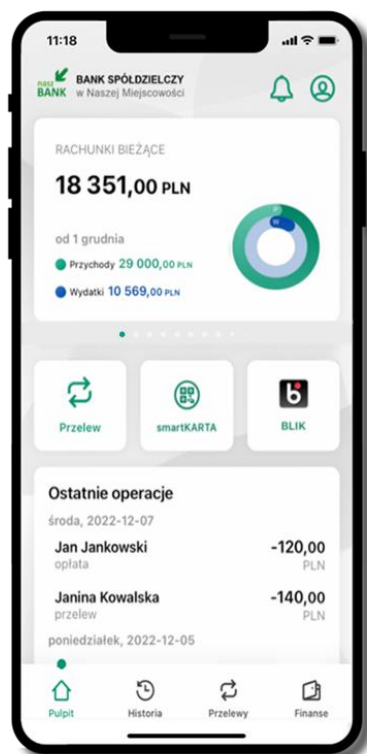 11:18
nasz
BANK
BANK SPÓŁDZIELCZY
w Naszej Miejscowości
RACHUNKI BIEŻĄCE
18 351,00 PLN
od 1 grudnia
Przychody 29 000,00 PLN
Wydatki 10 569,00 PLN
P
W
Przelew
smartKARTA
BLIK
Ostatnie operacje
środa, 2022-12-07
Jan Jankowski -120,00
opłata PLN
Janina Kowalska -140,00
przelew PLN
poniedziałek, 2022-12-05
Pulpit Historia Przelewy Finanse